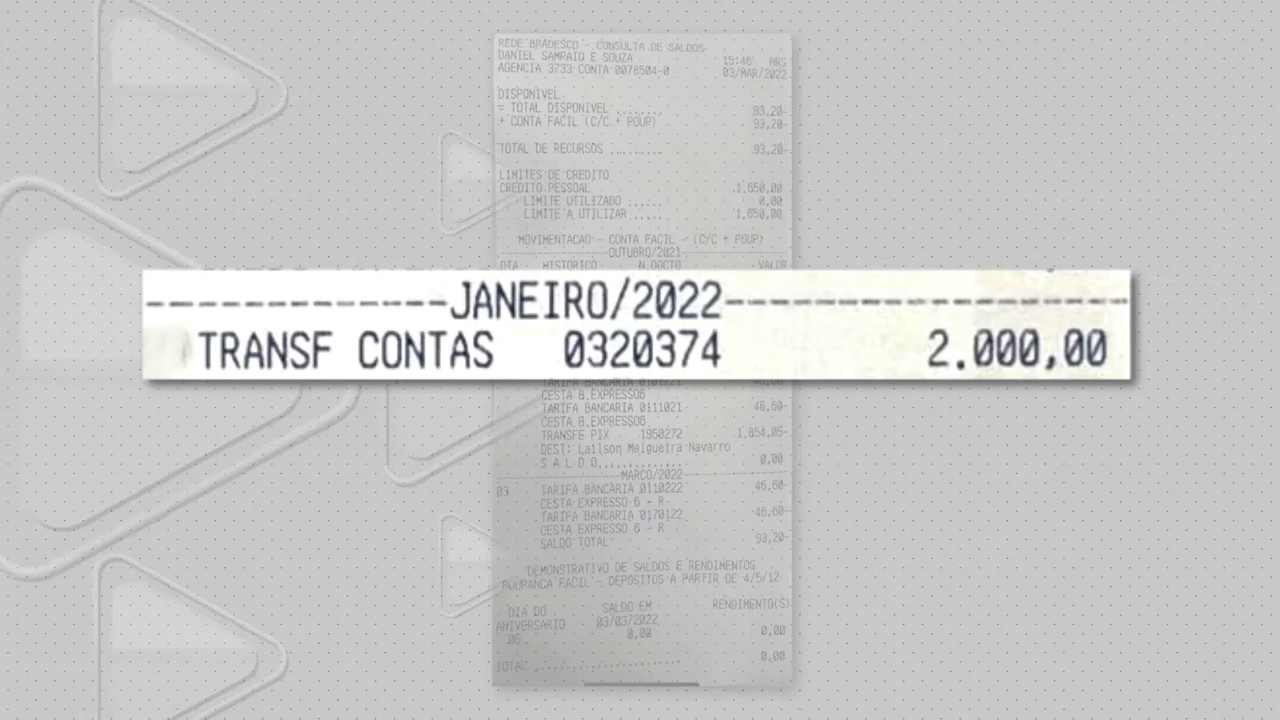 REDE BRADESCO - CONSULTA DE SALDOS
DANIEL SAMPAIO E SOUZA 15:46 HRS
AGENCIA 3733 CONTA 0078504-0 03/MAR/2022
DISPONIVEL
= TOTAL DISPONIVEL ........ 93,20-
+ CONTA FACIL (C/C + POUP) 93,20-
TOTAL DE RECURSOS ......... 93,20-
LIMITES DE CREDITO
CREDITO PESSOAL 1.650,00
LIMITE UTILIZADO ...... 0,00
LIMITE A UTILIZAR ..... 1.650,00
MOVIMENTACAO - CONTA FACIL - (C/C + POUP)
OUTUBRO/2021
DIA HISTORICO N.DOCTO VALOR
------------JANEIRO/2022----------------
TRANSF CONTAS 0320374 2.000,00
TARIFA BANCARIA
CESTA B.EXPRESSO6
TARIFA BANCARIA 0111021 46,60-
CESTA B.EXPRESSO6
TRANSFE PIX 1950272 1.854,05-
DEST: Lailson Melgueira Navarro
S A L D O............... 0,00
MARCO/2022
03 TARIFA BANCARIA 0110222 46,60-
CESTA EXPRESSO 6 - R
TARIFA BANCARIA 0170122 46,60-
CESTA EXPRESSO 6 - R
SALDO TOTAL 93,20-
DEMONSTRATIVO DE SALDOS E RENDIMENTOS
POUPANCA FACIL - DEPOSITOS A PARTIR DE 4/5/12
DIA DO SALDO EM RENDIMENTO(S)
ANIVERSARIO 03/03/2022
0,00 0,00
TOTAL ........................ 0,00